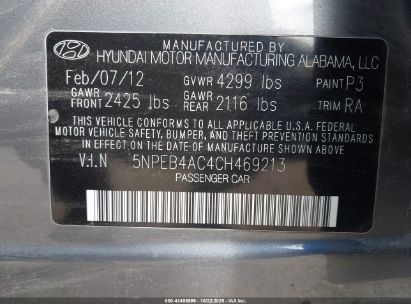 MANUFACTURED BY
HYUNDAI MOTOR MANUFACTURING ALABAMA, LLC
Feb/07/12 GVWR 4299 lbs PAINT P3
GAWR FRONT 2425 lbs GAWR REAR 2116 lbs TRIM RA
THIS VEHICLE CONFORMS TO ALL APPLICABLE U.S.A. FEDERAL
MOTOR VEHICLE SAFETY, BUMPER, AND THEFT PREVENTION
STANDARDS IN EFFECT ON THE DATE OF MANUFACTURE SHOWN ABOVE.
V.I.N 5NPEB4AC4CH469213
PASSENGER CAR